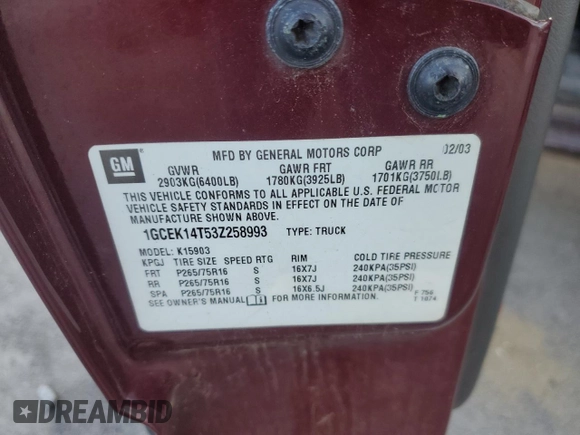 GM
MFD BY GENERAL MOTORS CORP 02/03
GVWR GAWR FRT GAWR RR
2903KG(6400LB) 1780KG(3925LB) 1701KG(3750LB)
THIS VEHICLE CONFORMS TO ALL APPLICABLE U.S. FEDERAL MOTOR
VEHICLE SAFETY STANDARDS IN EFFECT ON THE DATE
OF MANUFACTURE SHOWN ABOVE.
1GCEK14T53Z258993 TYPE: TRUCK
MODEL: K15903
KPGJ TIRE SIZE SPEED RTG RIM COLD TIRE PRESSURE
FRT P265/75R16 S 16X7J 240KPA(35PSI)
RR P265/75R16 S 16X7J 240KPA(35PSI)
SPA P265/75R16 S 16X6.5J 240KPA(35PSI)
SEE OWNER'S MANUAL FOR MORE INFORMATION.
DREAMBID